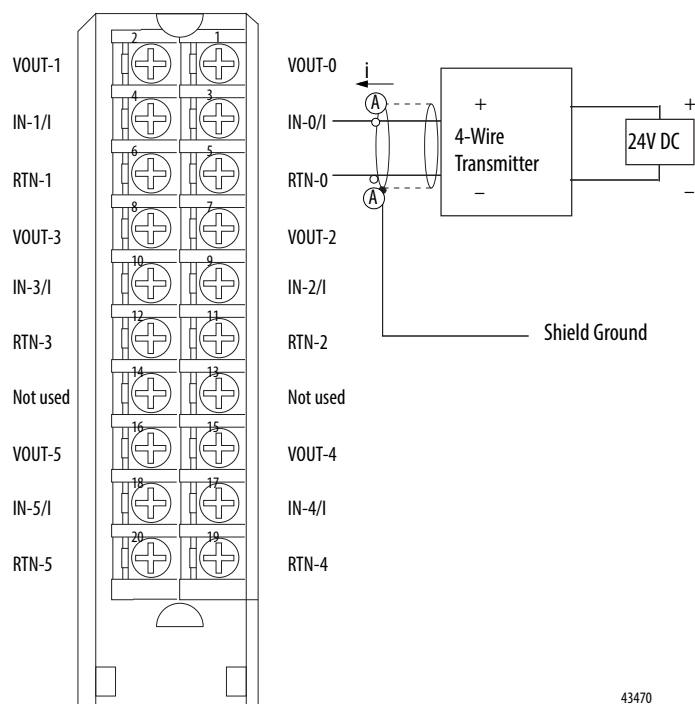 2 1
VOUT-1 VOUT-0
4 3
IN-1/I IN-0/I
6 5
RTN-1 RTN-0
8 7
VOUT-3 VOUT-2
10 9
IN-3/I IN-2/I
12 11
RTN-3 RTN-2
14 13
Not used Not used
16 15
VOUT-5 VOUT-4
18 17
IN-5/I IN-4/I
20 19
RTN-5 RTN-4
i
A
+
4-Wire
Transmitter
–
A
+
24V DC
–
Shield Ground
43470